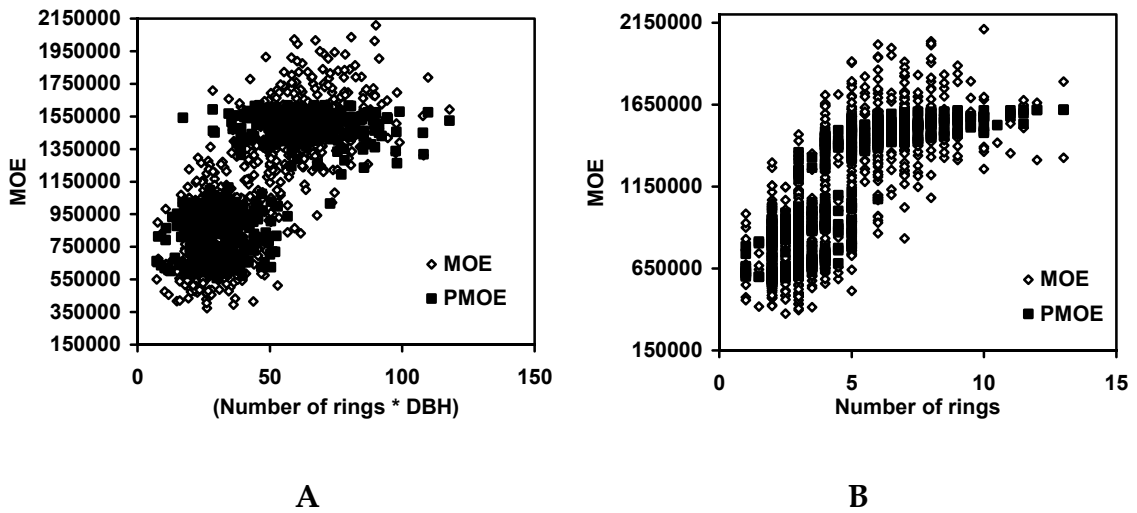 2150000
1950000
1750000
1550000
1350000
1150000
950000
750000
550000
350000
150000
MOE
MOE
PMOE
0 50 100 150
(Number of rings * DBH)
A
2150000
1650000
1150000
650000
150000
MOE
MOE
PMOE
0 5 10 15
Number of rings
B